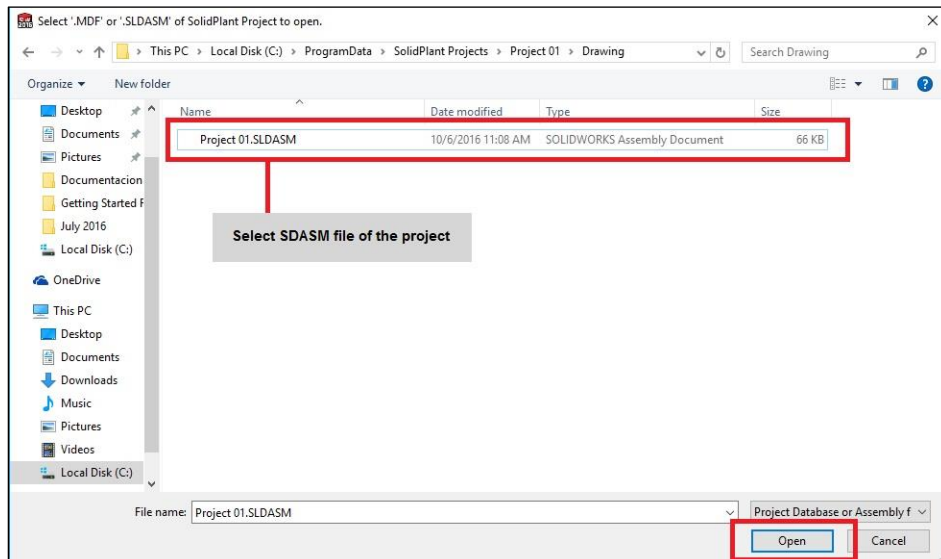 2016
Select '.MDF' or '.SLDASM' of SolidPlant Project to open.
This PC > Local Disk (C:) > ProgramData > SolidPlant Projects > Project 01 > Drawing
Search Drawing
Organize
New folder
Name
Date modified
Type
Size
Project 01.SLDASM
10/6/2016 11:08 AM
SOLIDWORKS Assembly Document
66 KB
Select SDASM file of the project
Desktop
Documents
Pictures
Documentacion
Getting Started F
July 2016
Local Disk (C:)
OneDrive
This PC
Desktop
Documents
Downloads
Music
Pictures
Videos
Local Disk (C:)
File name:
Project 01.SLDASM
Project Database or Assembly f
Open
Cancel